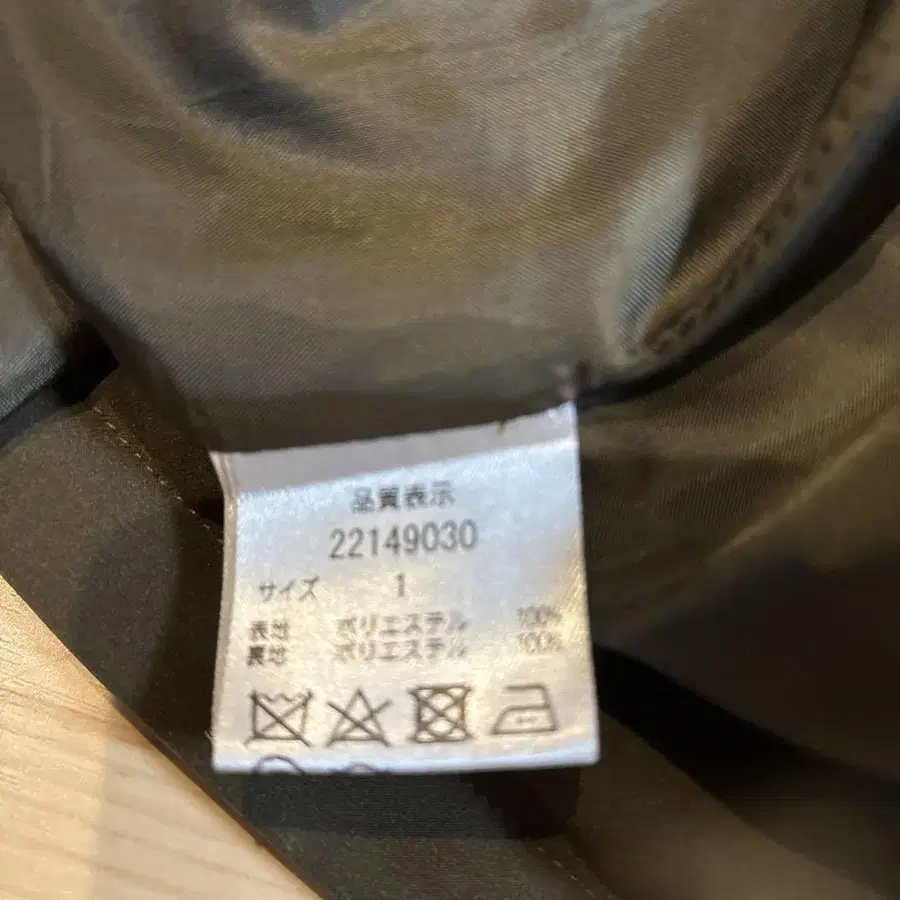 品質表示
22149030
サイズ 1
表地 ポリエステル 100%
裏地 ポリエステル 100%